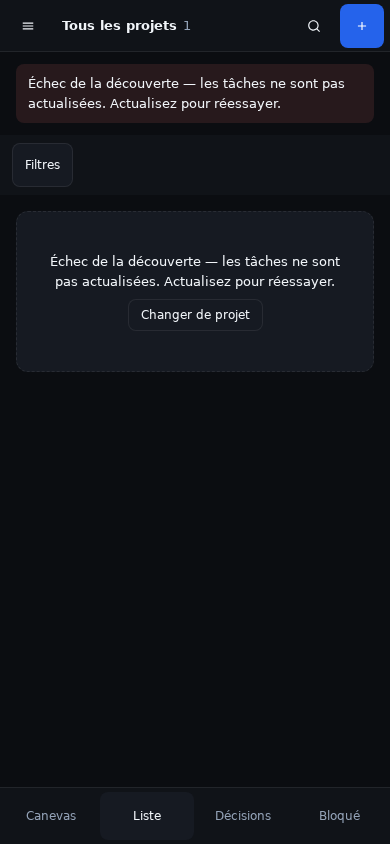 Tous les projets 1
Échec de la découverte — les tâches ne sont pas
actualisées. Actualisez pour réessayer.
Filtres
Échec de la découverte — les tâches ne sont
pas actualisées. Actualisez pour réessayer.
Changer de projet
Canevas
Liste
Décisions
Bloqué